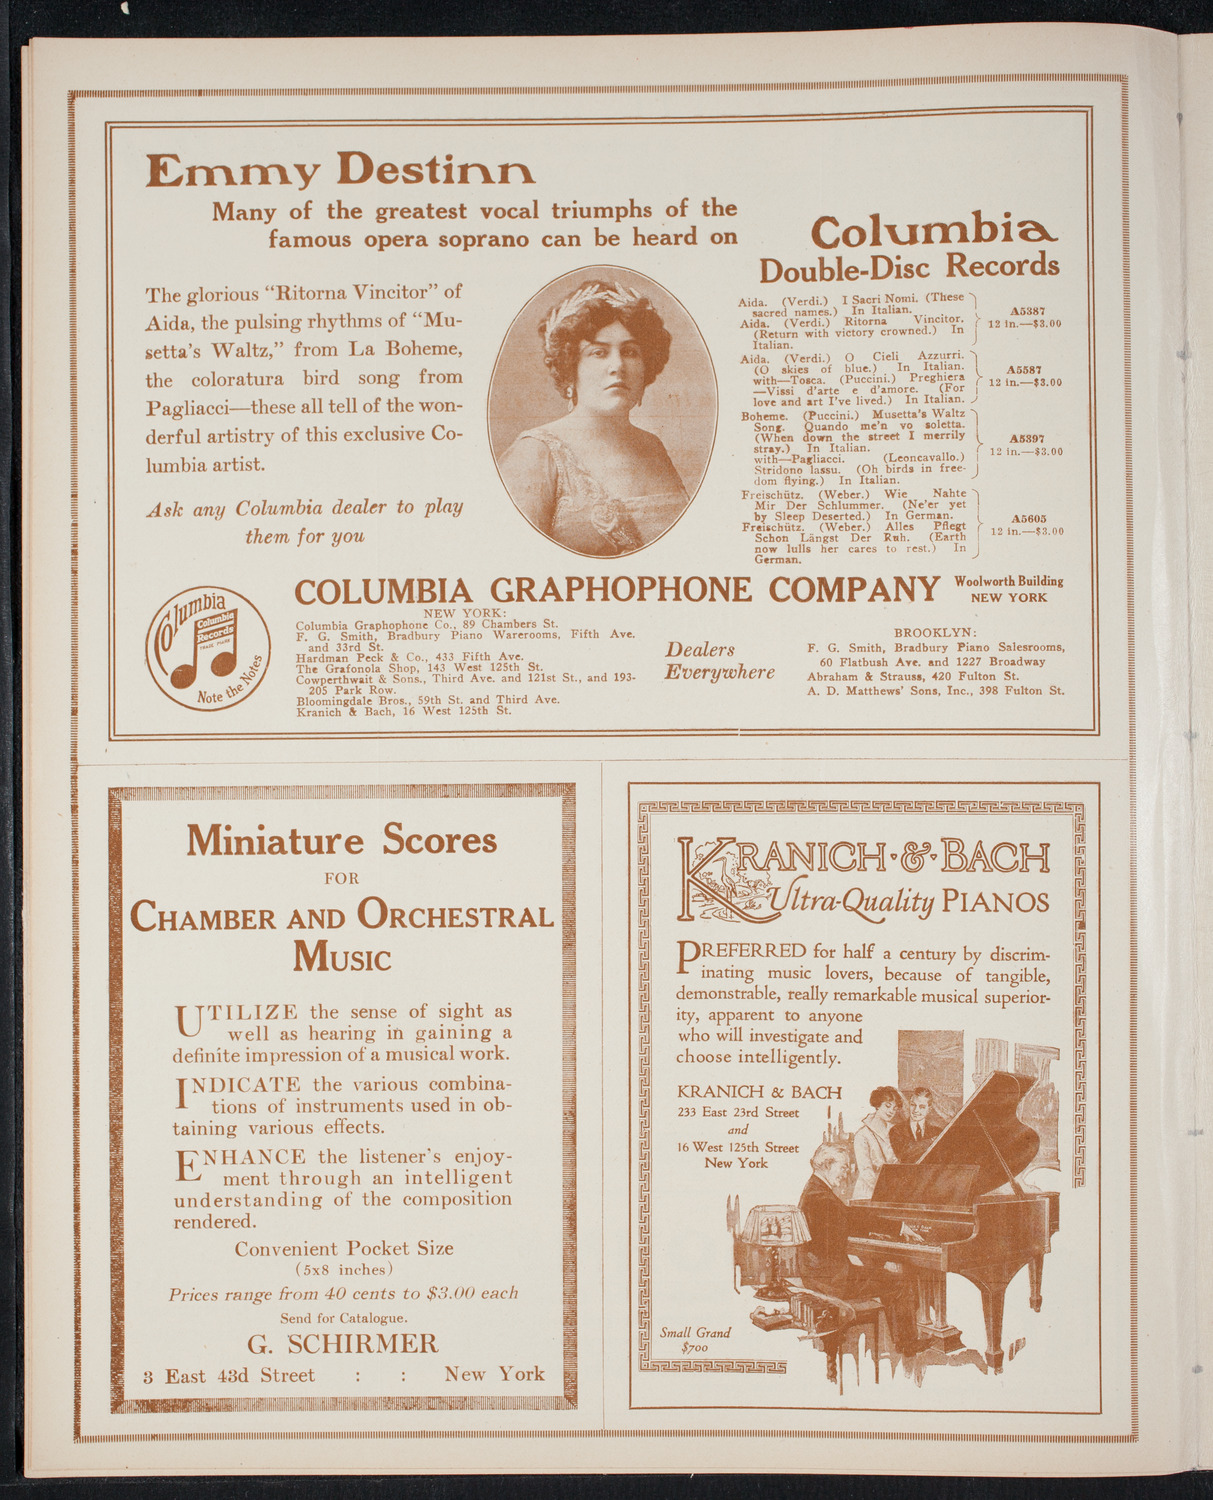 Emmy Destinn
Many of the greatest vocal triumphs of the
famous opera soprano can be heard on
Columbia
Double-Disc Records
The glorious “Ritorna Vincitor” of
Aida, the pulsing rhythms of “Mu-
setta’s Waltz,” from La Boheme,
the coloratura bird song from
Pagliacci—these all tell of the won-
derful artistry of this exclusive Co-
lumbia artist.
Ask any Columbia dealer to play
them for you
Aida. (Verdi.) I Sacri Nomi. (These
sacred names.) In Italian.
Aida. (Verdi.) Ritorna Vincitor.
(Return with victory crowned.) In
Italian.
A5387
12 in.—$3.00
Aida. (Verdi.) O Cieli Azzurri.
(O skies of blue.) In Italian.
with—Tosca. (Puccini.) Preghiera
—Vissi d’arte e d’amore. (For
love and art I’ve lived.) In Italian.
A5587
12 in.—$3.00
Boheme. (Puccini.) Musetta’s Waltz
Song. Quando me’n vo soletta.
(When down the street I merrily
stray.) In Italian.
with—Pagliacci. (Leoncavallo.)
Stridono lassu. (Oh birds in free-
dom flying.) In Italian.
A5397
12 in.—$3.00
Freischütz. (Weber.) Wie Nahte
Mir Der Schlummer. (Ne’er yet
by Sleep Deserted.) In German.
Freischütz. (Weber.) Alles Pflegt
Schon Längst Der Ruh. (Earth
now lulls her cares to rest.) In
German.
A5605
12 in.—$3.00
Columbia
Columbia
Records
TRADE MARK
Note the Notes
COLUMBIA GRAPHOPHONE COMPANY
Woolworth Building
NEW YORK
NEW YORK:
Columbia Graphophone Co., 89 Chambers St.
F. G. Smith, Bradbury Piano Warerooms, Fifth Ave.
and 33rd St.
Hardman Peck & Co., 433 Fifth Ave.
The Grafonola Shop, 143 West 125th St.
Cowperthwait & Sons., Third Ave. and 121st St., and 193-
205 Park Row.
Bloomingdale Bros., 59th St. and Third Ave.
Kranich & Bach, 16 West 125th St.
Dealers
Everywhere
BROOKLYN:
F. G. Smith, Bradbury Piano Salesrooms,
60 Flatbush Ave. and 1227 Broadway
Abraham & Strauss, 420 Fulton St.
A. D. Matthews’ Sons, Inc., 398 Fulton St.
Miniature Scores
FOR
CHAMBER AND ORCHESTRAL
MUSIC
UTILIZE the sense of sight as
well as hearing in gaining a
definite impression of a musical work.
INDICATE the various combina-
tions of instruments used in ob-
taining various effects.
ENHANCE the listener’s enjoy-
ment through an intelligent
understanding of the composition
rendered.
Convenient Pocket Size
(5x8 inches)
Prices range from 40 cents to $3.00 each
Send for Catalogue.
G. SCHIRMER
3 East 43d Street : : New York
KRANICH·&·BACH
Ultra-Quality PIANOS
PREFERRED for half a century by discrim-
inating music lovers, because of tangible,
demonstrable, really remarkable musical superior-
ity, apparent to anyone
who will investigate and
choose intelligently.
KRANICH & BACH
233 East 23rd Street
and
16 West 125th Street
New York
Small Grand
$700